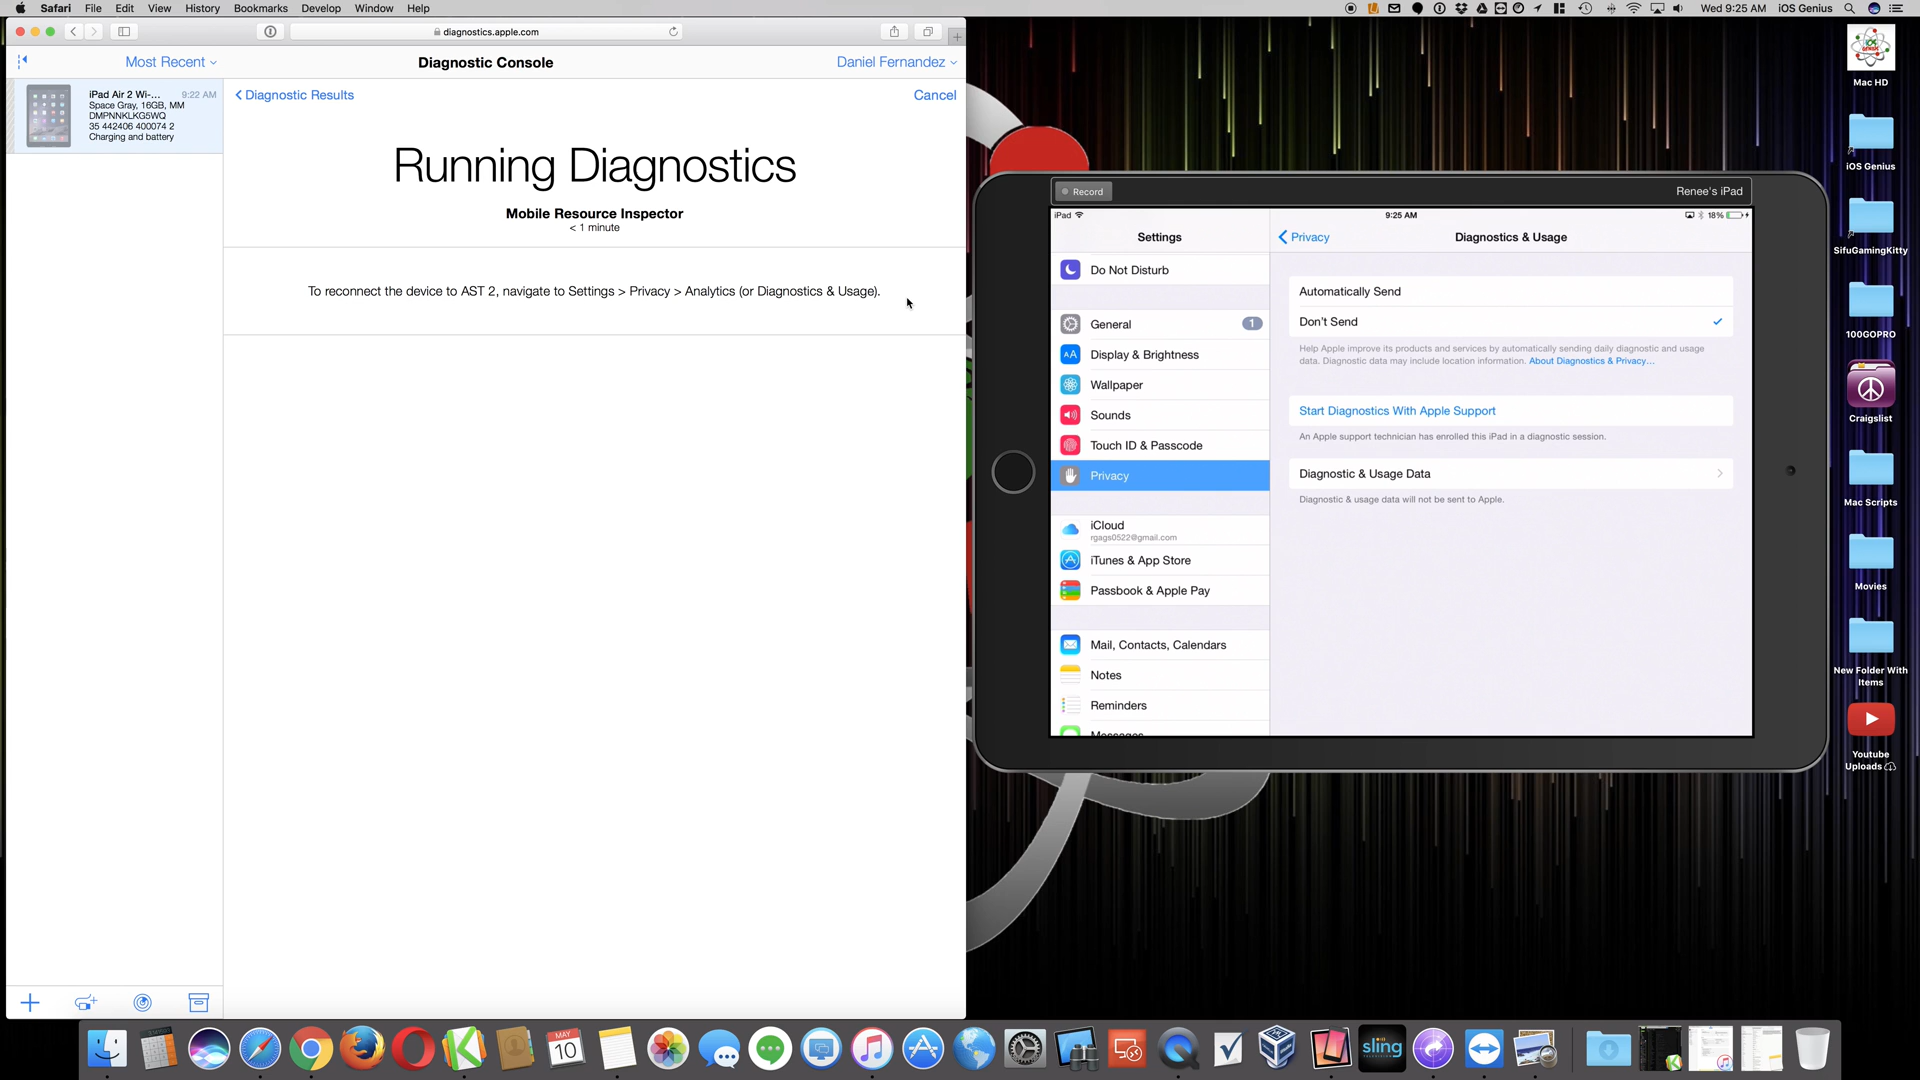 Safari File Edit View History Bookmarks Develop Window Help
Wed 9:25 AM iOS Genius
diagnostics.apple.com
Most Recent
Diagnostic Console
Daniel Fernandez
iPad Air 2 Wi-... 9:22 AM
Space Gray, 16GB, MM
DMPNNKLKG5WQ
35 442406 400074 2
Charging and battery
Diagnostic Results
Cancel
Running Diagnostics
Mobile Resource Inspector
< 1 minute
To reconnect the device to AST 2, navigate to Settings > Privacy > Analytics (or Diagnostics & Usage).
Record
Renee's iPad
iPad
9:25 AM
18%
Settings
Do Not Disturb
General 1
AA Display & Brightness
Wallpaper
Sounds
Touch ID & Passcode
Privacy
iCloud
rgags0522@gmail.com
iTunes & App Store
Passbook & Apple Pay
Mail, Contacts, Calendars
Notes
Reminders
Messages
Privacy
Diagnostics & Usage
Automatically Send
Don't Send
Help Apple improve its products and services by automatically sending daily diagnostic and usage
data. Diagnostic data may include location information. About Diagnostics & Privacy...
Start Diagnostics With Apple Support
An Apple support technician has enrolled this iPad in a diagnostic session.
Diagnostic & Usage Data
Diagnostic & usage data will not be sent to Apple.
Mac HD
iOS Genius
SifuGamingKitty
100GOPRO
Craigslist
Mac Scripts
Movies
New Folder With
Items
Youtube
Uploads
MAY
10
sling